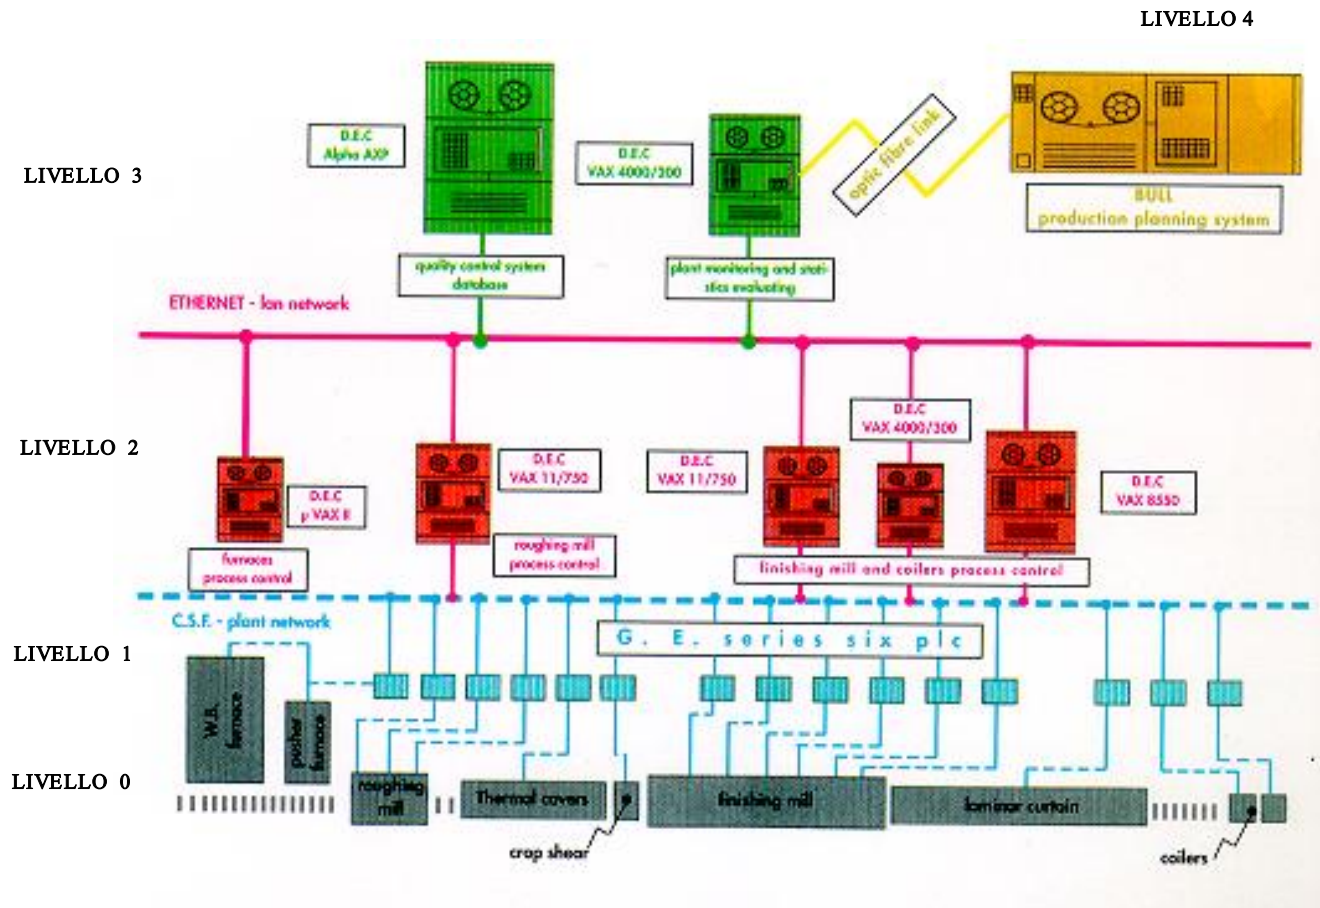 LIVELLO 4
D.E.C
Alpha AXP
D.E.C
VAX 4000/300
optic fibre link
LIVELLO 3
BULL
production planning system
quality control system
database
plant monitoring and stati-
stics evaluating
ETHERNET - lan network
D.E.C
VAX 4000/300
LIVELLO 2
D.E.C
VAX 11/750
D.E.C
VAX 11/750
D.E.C
VAX 8550
D.E.C
μ VAX II
roughing mill
process control
furnaces
process control
finishing mill and coilers process control
C.S.F. - plant network
G. E. series six plc
LIVELLO 1
W.B.
furnace
pusher
furnace
LIVELLO 0
roughing
mill
Thermal covers
finishing mill
laminar curtain
crop shear
coilers